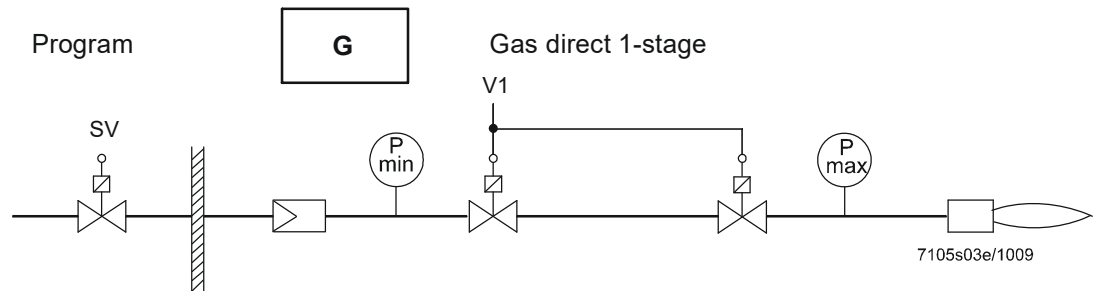 Program
G
Gas direct 1-stage
V1
SV
P
min
P
max
7105s03e/1009